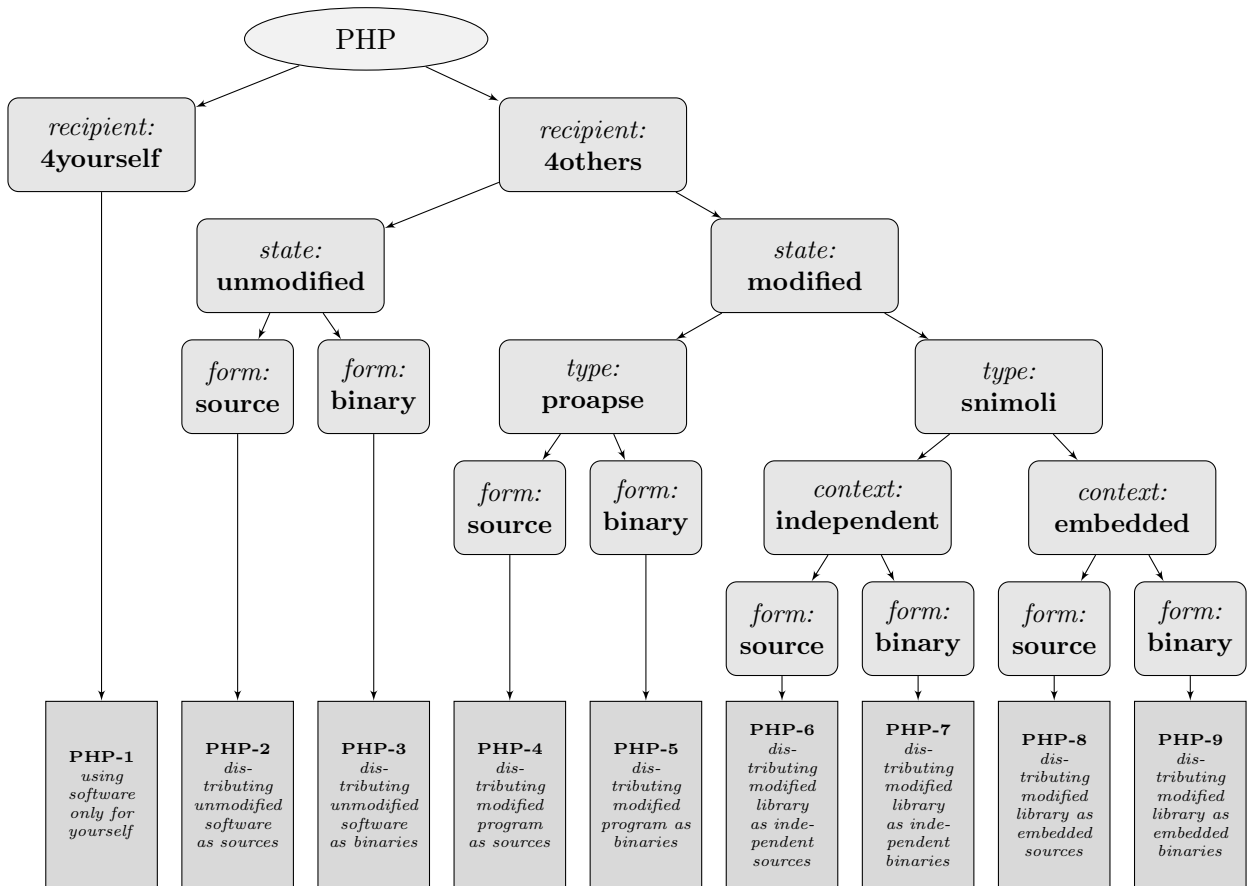 PHP
recipient:
4yourself
recipient:
4others
state:
unmodified
state:
modified
form:
source
form:
binary
type:
proapse
type:
snimoli
form:
source
form:
binary
context:
independent
context:
embedded
form:
source
form:
binary
form:
source
form:
binary
PHP-1
using
software
only for
yourself
PHP-2
dis-
tributing
unmodified
software
as sources
PHP-3
dis-
tributing
unmodified
software
as binaries
PHP-4
dis-
tributing
modified
program
as sources
PHP-5
dis-
tributing
modified
program as
binaries
PHP-6
dis-
tributing
modified
library
as inde-
pendent
sources
PHP-7
dis-
tributing
modified
library
as inde-
pendent
binaries
PHP-8
dis-
tributing
modified
library as
embedded
sources
PHP-9
dis-
tributing
modified
library as
embedded
binaries